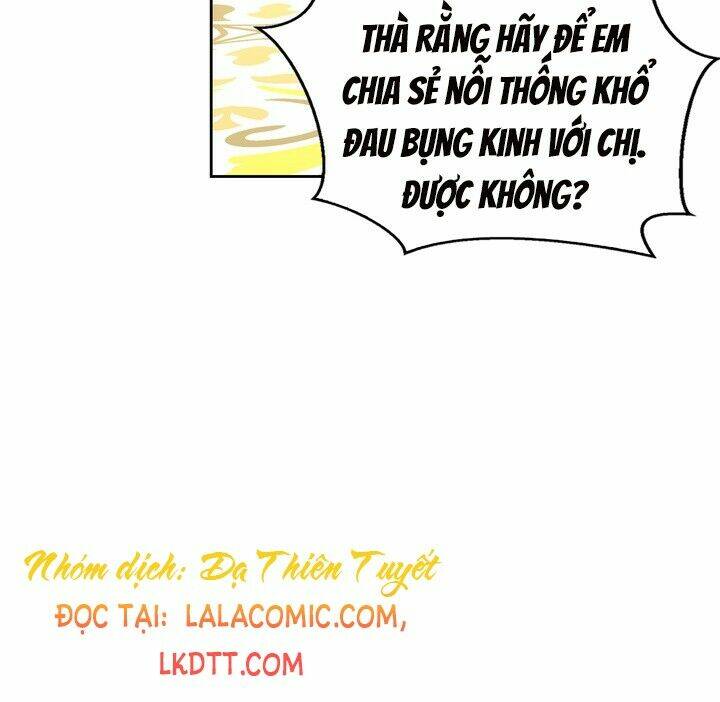 THÀ RẰNG HÃY ĐỂ EM
CHIA SẺ NỖI THỐNG KHỔ
ĐAU BỤNG KINH VỚI CHỊ.
ĐƯỢC KHÔNG?
Nhóm dịch: Dạ Thiên Tuyết
ĐỌC TẠI: LALACOMIC.COM,
LKDTT.COM